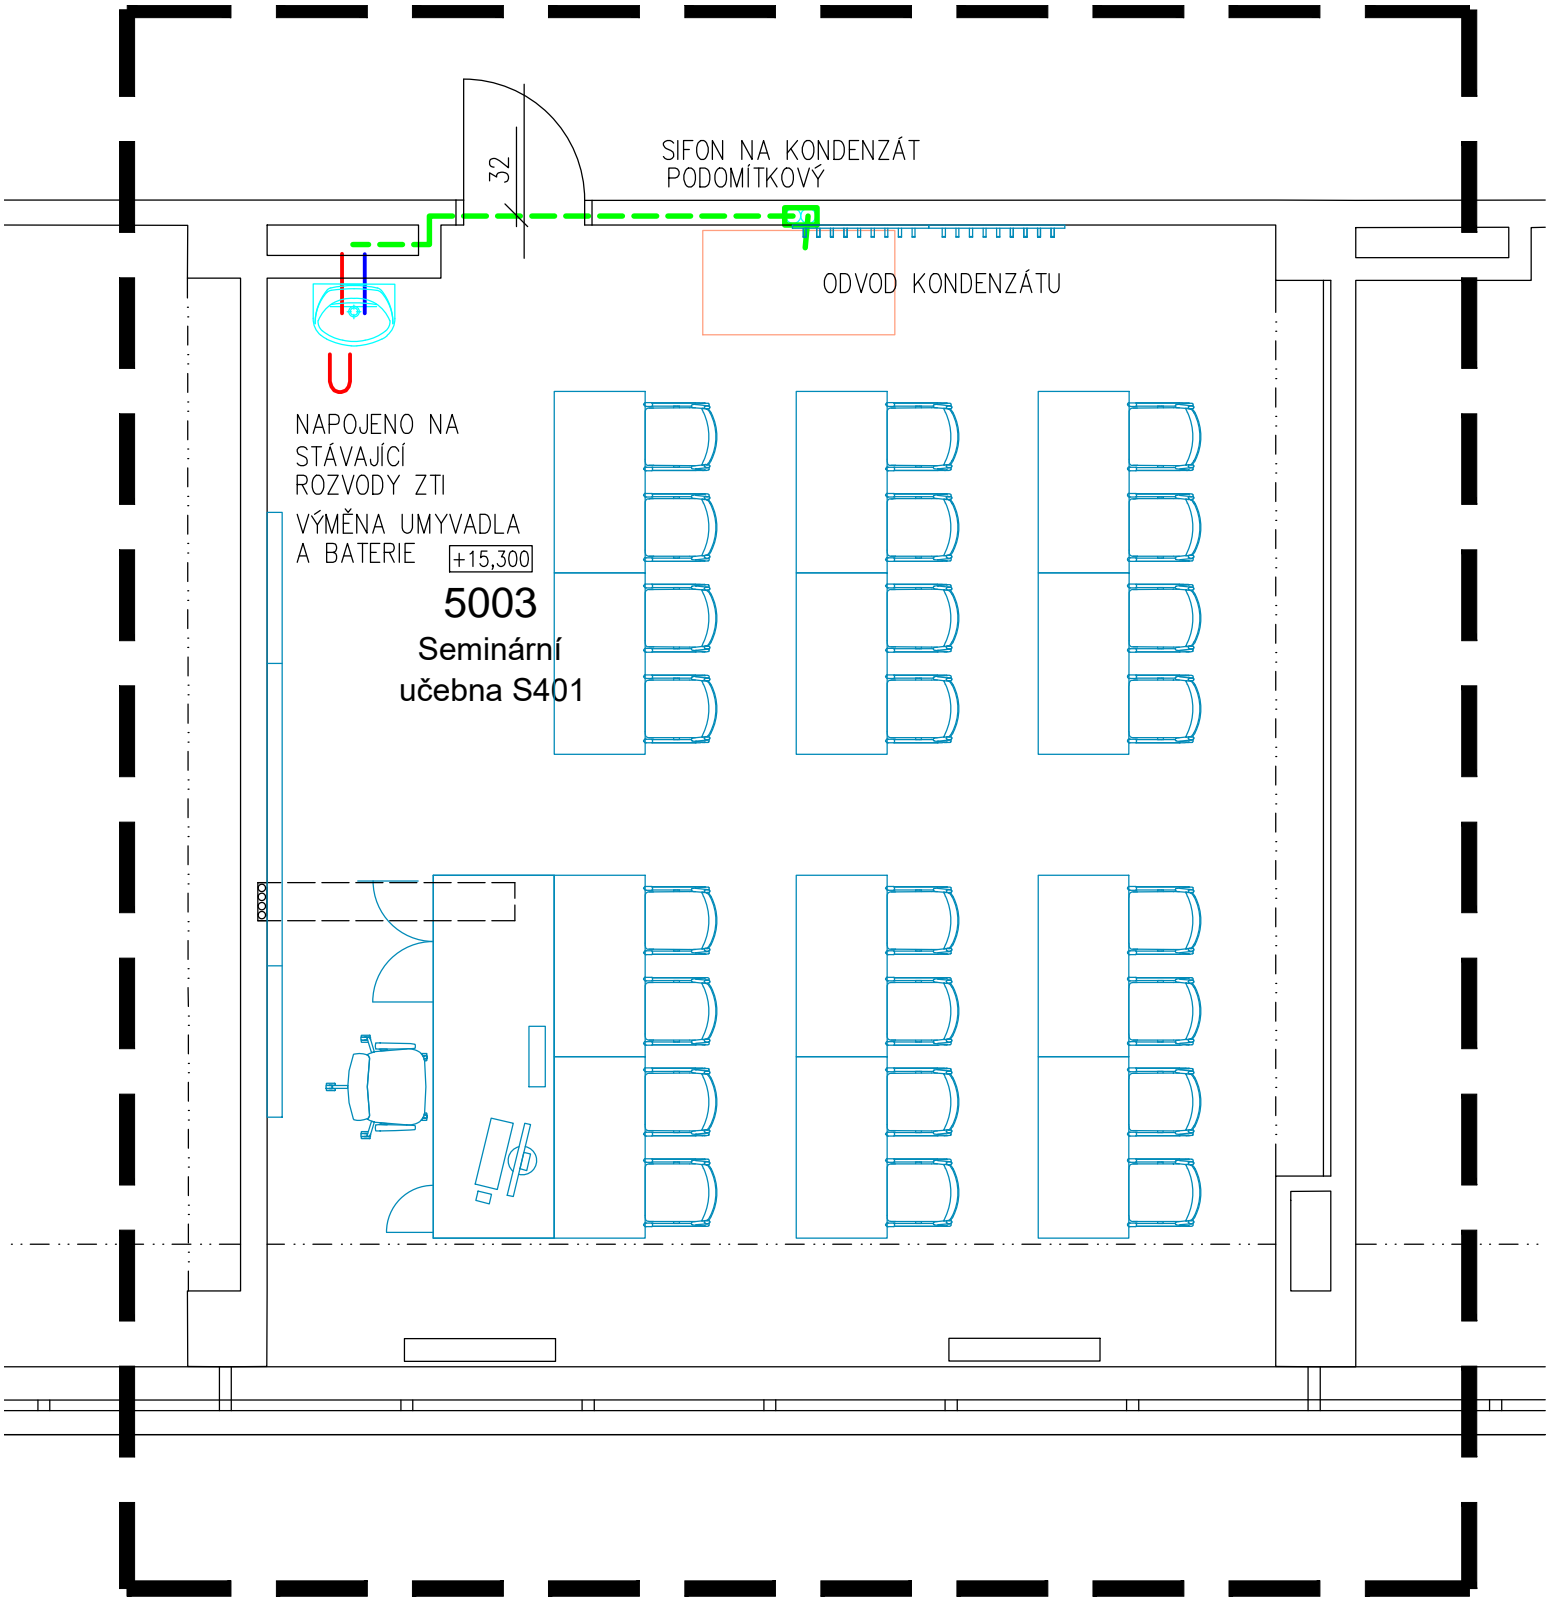 SIFON NA KONDENZÁT
PODOMÍTKOVÝ
32
ODVOD KONDENZÁTU
NAPOJENO NA
STÁVAJÍCÍ
ROZVODY ZTI
VÝMĚNA UMYVADLA
A BATERIE
+15,300
5003
Seminární
učebna S401